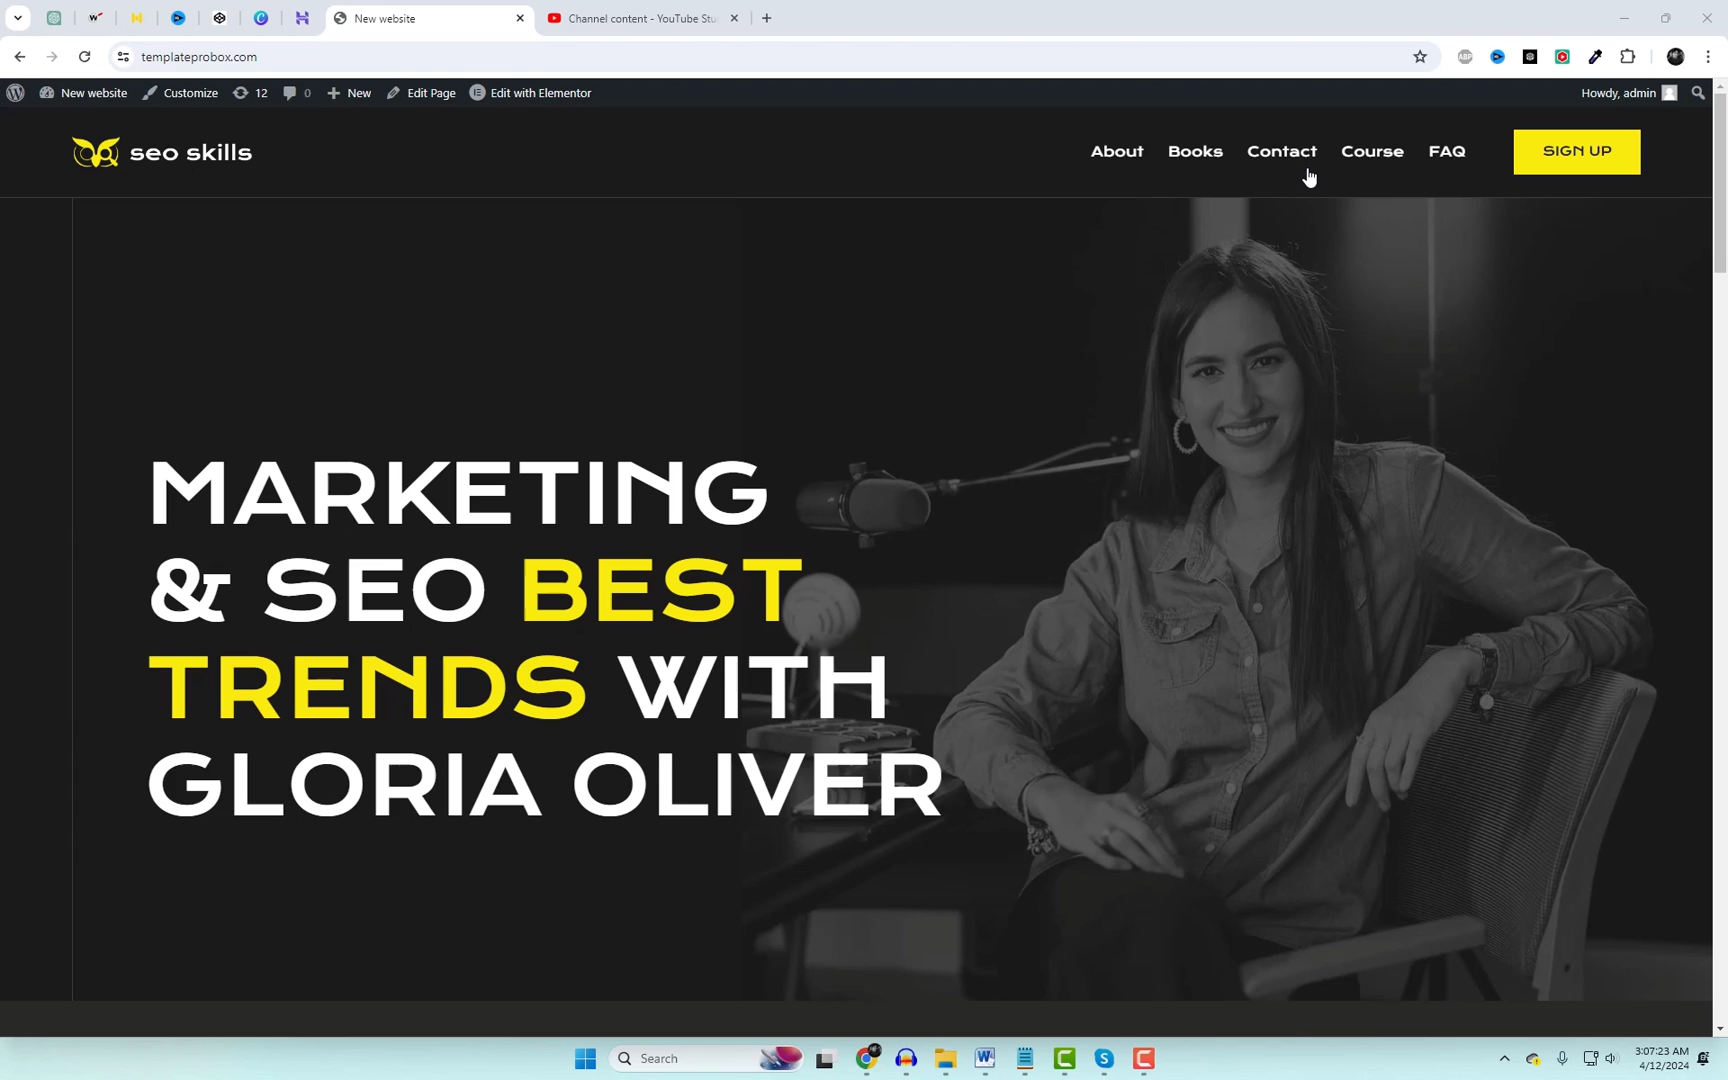 New website
Channel content - YouTube Stu
templateprobox.com
New website
Customize
12
0
New
Edit Page
Edit with Elementor
Howdy, admin
seo skills
About
Books
Contact
Course
FAQ
SIGN UP
MARKETING
& SEO BEST
TRENDS WITH
GLORIA OLIVER
Search
3:07:23 AM
4/12/2024